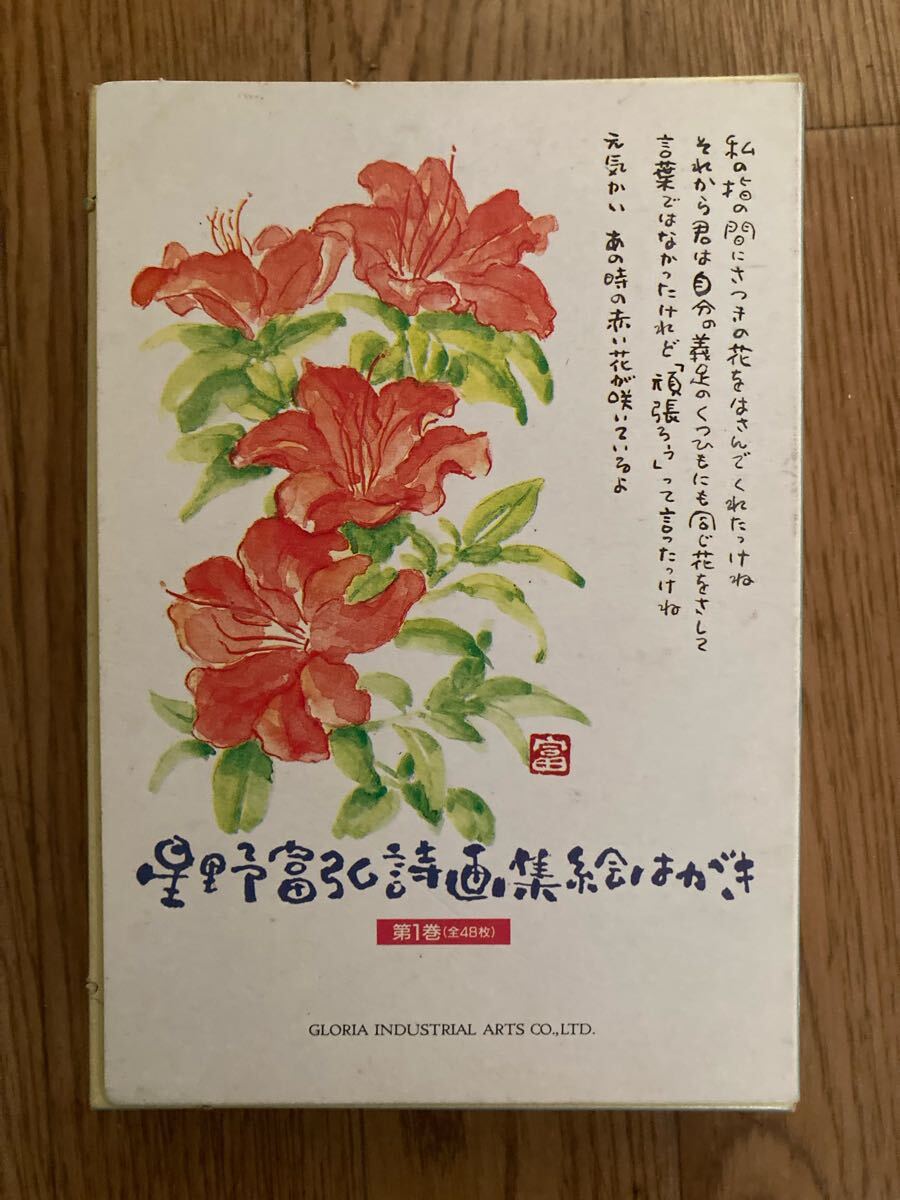 私の指の間にさつきの花をはさんでくれたっけね
それから君は自分の義足のくつひもにも同じ花をさして
言葉ではなかったけれど「頑張ろう」って言ったっけね
元気かい　あの時の赤い花が咲いているよ
富
星野富弘詩画集絵はがき
第1巻(全48枚)
GLORIA INDUSTRIAL ARTS CO.,LTD.